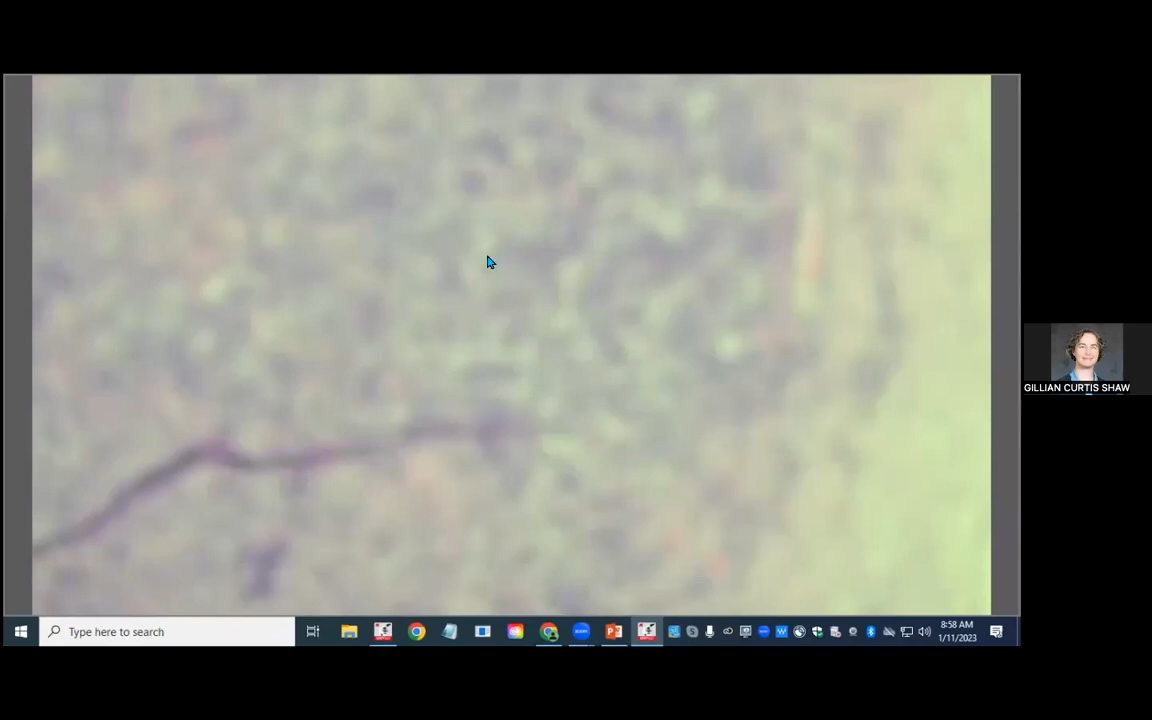 GILLIAN CURTIS SHAW
Type here to search
8:58 AM
1/11/2023